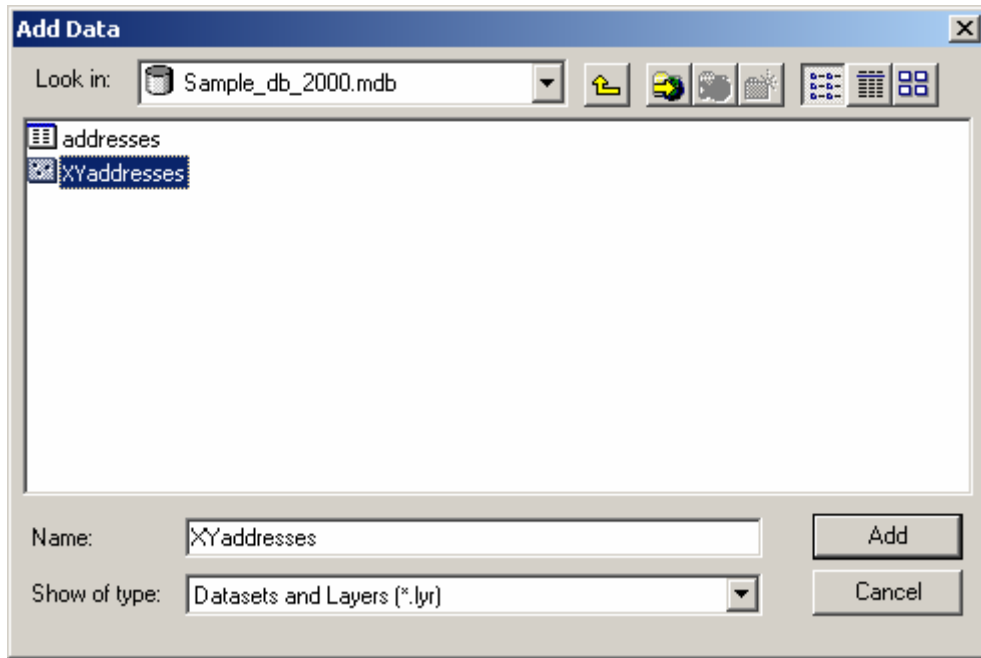 Add Data
Look in: Sample_db_2000.mdb
addresses
XYaddresses
Name: XYaddresses Add
Show of type: Datasets and Layers (*.lyr) Cancel